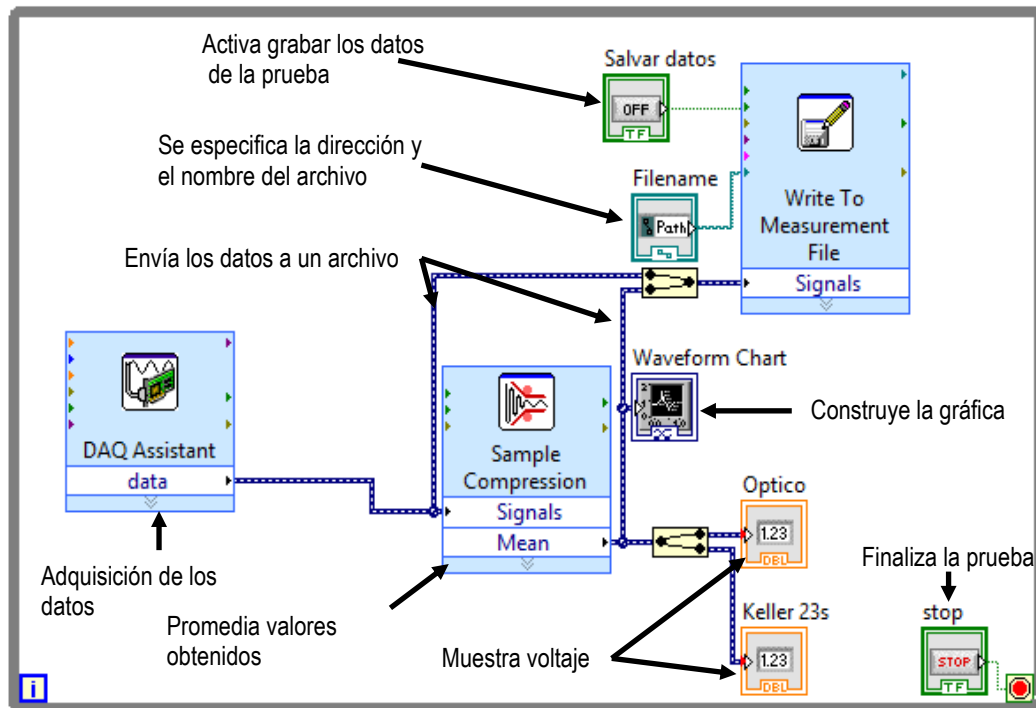 Activa grabar los datos
de la prueba
Salvar datos
OFF
TF
Se especifica la dirección y
el nombre del archivo
Filename
Path
Write To
Measurement
File
Signals
Envía los datos a un archivo
DAQ Assistant
data
Sample
Compression
Signals
Mean
Waveform Chart
Construye la gráfica
Adquisición de los
datos
Promedia valores
obtenidos
Muestra voltaje
Optico
1.23
DBL
Keller 23s
1.23
DBL
Finaliza la prueba
stop
STOP
TF
i